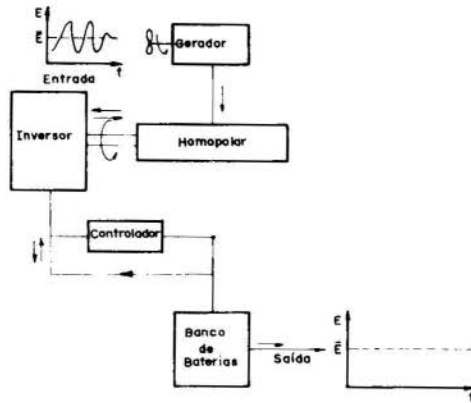 E
Ē
t
Entrada
Gerador
Inversor
Homopolar
Controlador
Banco
de
Baterias
Saída
E
Ē
t